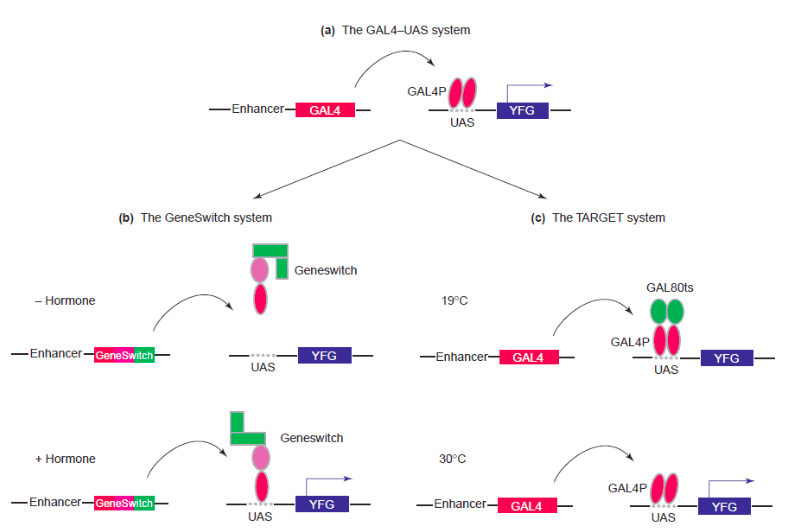 (a) The GAL4–UAS system
GAL4P
Enhancer GAL4
YFG
UAS
(b) The GeneSwitch system
(c) The TARGET system
Geneswitch
– Hormone
Enhancer GeneSwitch
YFG
UAS
GAL80ts
19°C
GAL4P
Enhancer GAL4
YFG
UAS
Geneswitch
+ Hormone
Enhancer GeneSwitch
YFG
UAS
30°C
GAL4P
Enhancer GAL4
YFG
UAS